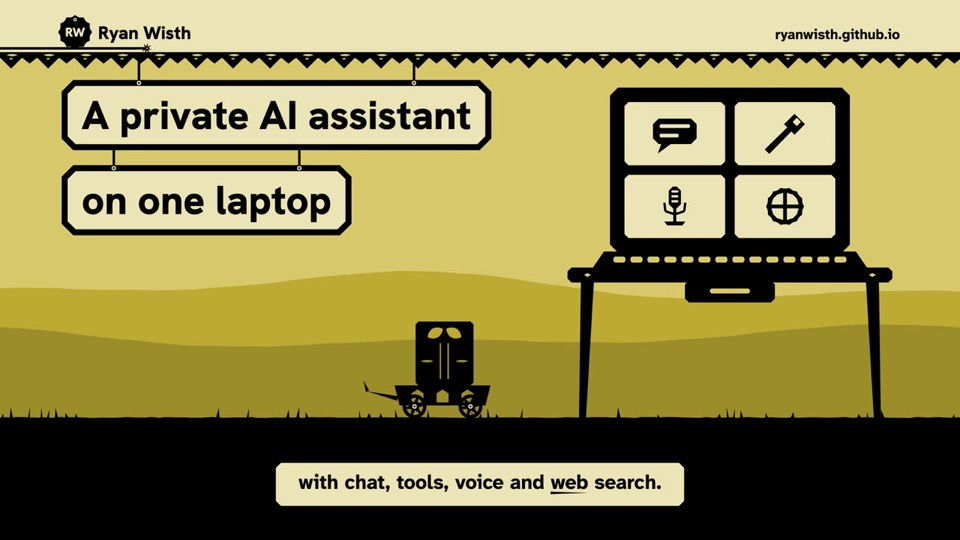 RW Ryan Wisth
ryanwisth.github.io
A private AI assistant
on one laptop
with chat, tools, voice and web search.